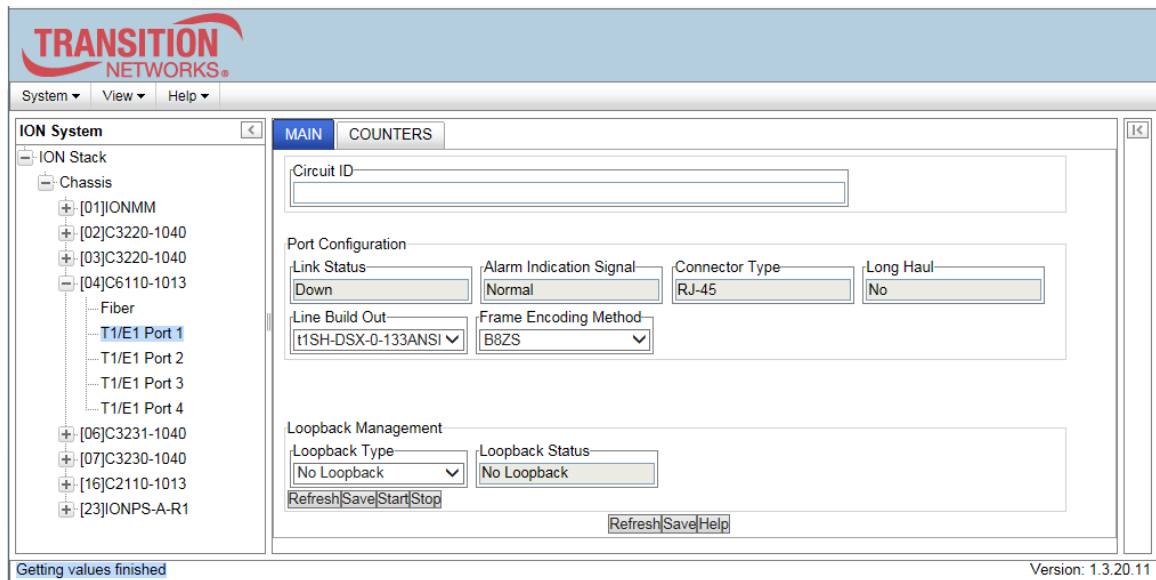 TRANSITION
NETWORKS®
System View Help
ION System
ION Stack
Chassis
[01]IONMM
[02]C3220-1040
[03]C3220-1040
[04]C6110-1013
Fiber
T1/E1 Port 1
T1/E1 Port 2
T1/E1 Port 3
T1/E1 Port 4
[06]C3231-1040
[07]C3230-1040
[16]C2110-1013
[23]IONPS-A-R1
MAIN COUNTERS
Circuit ID
Port Configuration
Link Status Alarm Indication Signal Connector Type Long Haul
Down Normal RJ-45 No
Line Build Out Frame Encoding Method
t1SH-DSX-0-133ANSI B8ZS
Loopback Management
Loopback Type Loopback Status
No Loopback No Loopback
Refresh Save Start Stop
Refresh Save Help
Getting values finished Version: 1.3.20.11